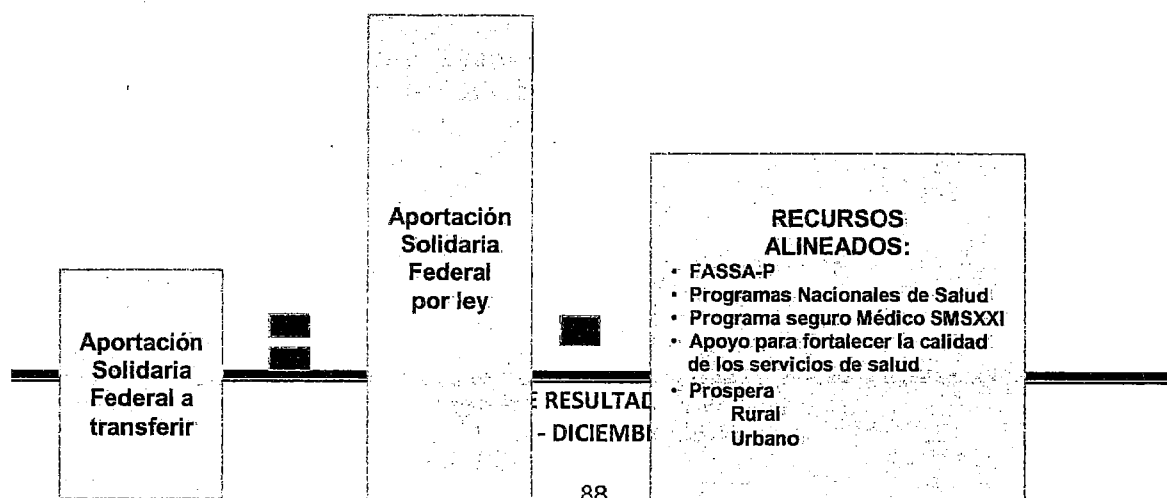 Aportación
Solidaria
Federal a
transferir
Aportación
Solidaria
Federal
por ley
RECURSOS
ALINEADOS:
• FASSA-P
• Programas Nacionales de Salud
• Programa seguro Médico SMSXXI
• Apoyo para fortalecer la calidad
de los servicios de salud
• Prospera
Rural
Urbano
E RESULTAD
- DICIEMB
88